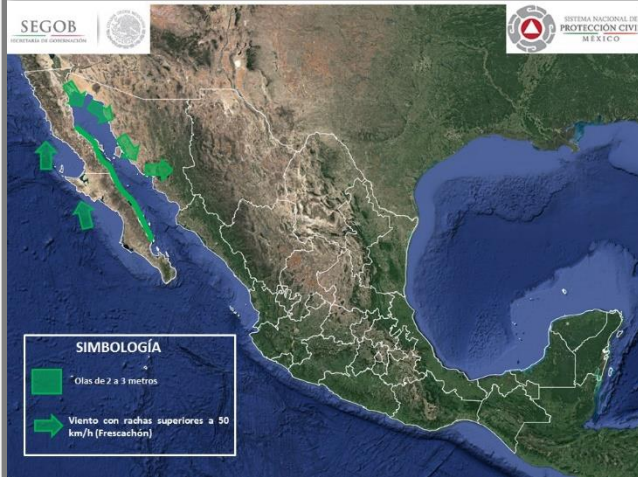 SEGOB
SECRETARÍA DE GOBERNACIÓN
SISTEMA NACIONAL DE
PROTECCIÓN CIVIL
MÉXICO
SIMBOLOGÍA
Olas de 2 a 3 metros
Viento con rachas superiores a 50
km/h (Frescachón)